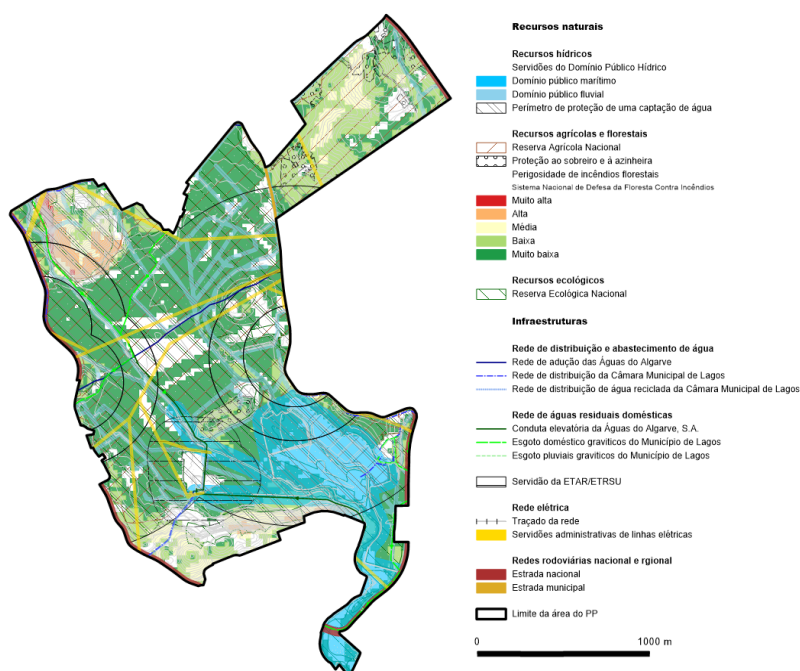 Recursos naturais
Recursos hídricos
Servidões do Domínio Público Hídrico
Domínio público marítimo
Domínio público fluvial
Perímetro de proteção de uma captação de água
Recursos agrícolas e florestais
Reserva Agrícola Nacional
Proteção ao sobreiro e à azinheira
Perigosidade de incêndios florestais
Sistema Nacional de Defesa da Floresta Contra Incêndios
Muito alta
Alta
Média
Baixa
Muito baixa
Recursos ecológicos
Reserva Ecológica Nacional
Infraestruturas
Rede de distribuição e abastecimento de água
Rede de adução das Águas do Algarve
Rede de distribuição da Câmara Municipal de Lagos
Rede de distribuição de água reciclada da Câmara Municipal de Lagos
Rede de águas residuais domésticas
Conduta elevatória da Águas do Algarve, S.A.
Esgoto doméstico gravíticos do Município de Lagos
Esgoto pluviais gravíticos do Município de Lagos
Servidão da ETAR/ETRSU
Rede elétrica
Traçado da rede
Servidões administrativas de linhas elétricas
Redes rodoviárias nacional e rgional
Estrada nacional
Estrada municipal
Limite da área do PP
0 1000 m